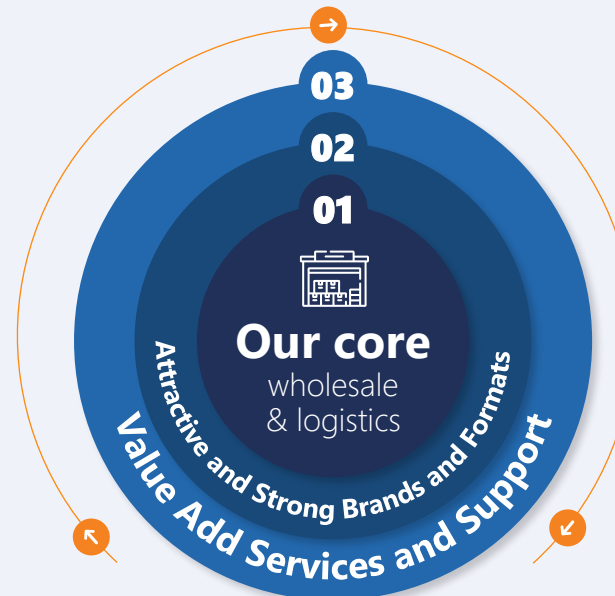 03
02
01
Our core
wholesale
& logistics
Attractive and Strong Brands and Formats
Value Add Services and Support